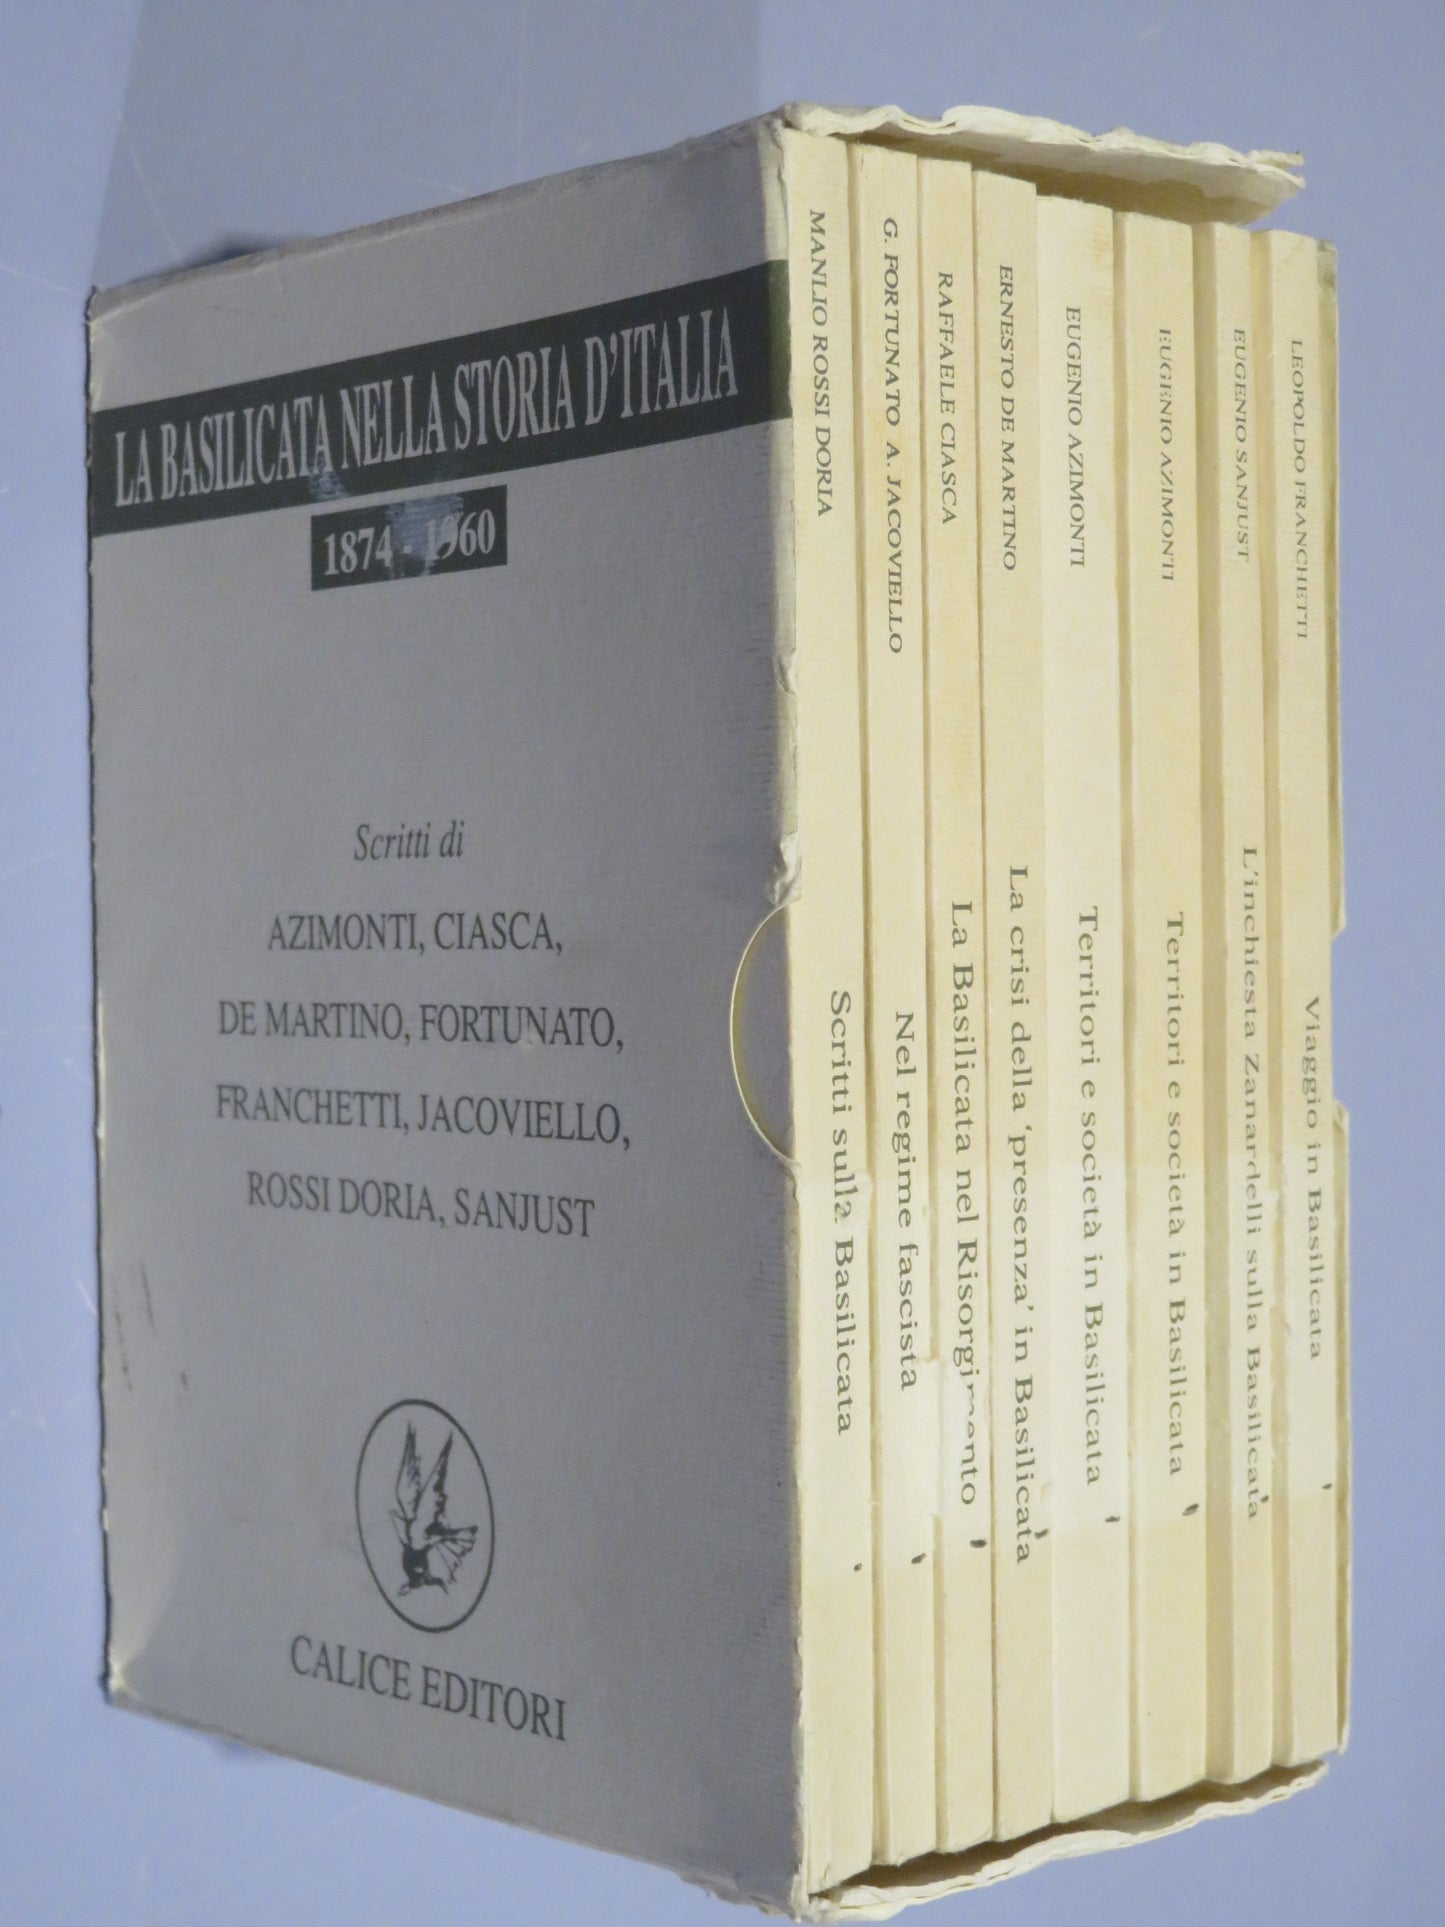 LA BASILICATA NELLA STORIA D'ITALIA
1874 - 1960
Scritti di
AZIMONTI, CIASCA,
DE MARTINO, FORTUNATO,
FRANCHETTI, JACOVIELLO,
ROSSI DORIA, SANJUST
CALICE EDITORI
MANLIO ROSSI DORIA
Scritti sulla Basilicata
G. FORTUNATO A. JACOVIELLO
Nel regime fascista
RAFFAELE CIASCA
La Basilicata nel Risorgimento
ERNESTO DE MARTINO
La crisi della 'presenza' in Basilicata
EUGENIO AZIMONTI
Territori e società in Basilicata
EUGENIO AZIMONTI
Territori e società in Basilicata
EUGENIO SANJUST
L'inchiesta Zanardelli sulla Basilicata
LEOPOLDO FRANCHETTI
Viaggio in Basilicata